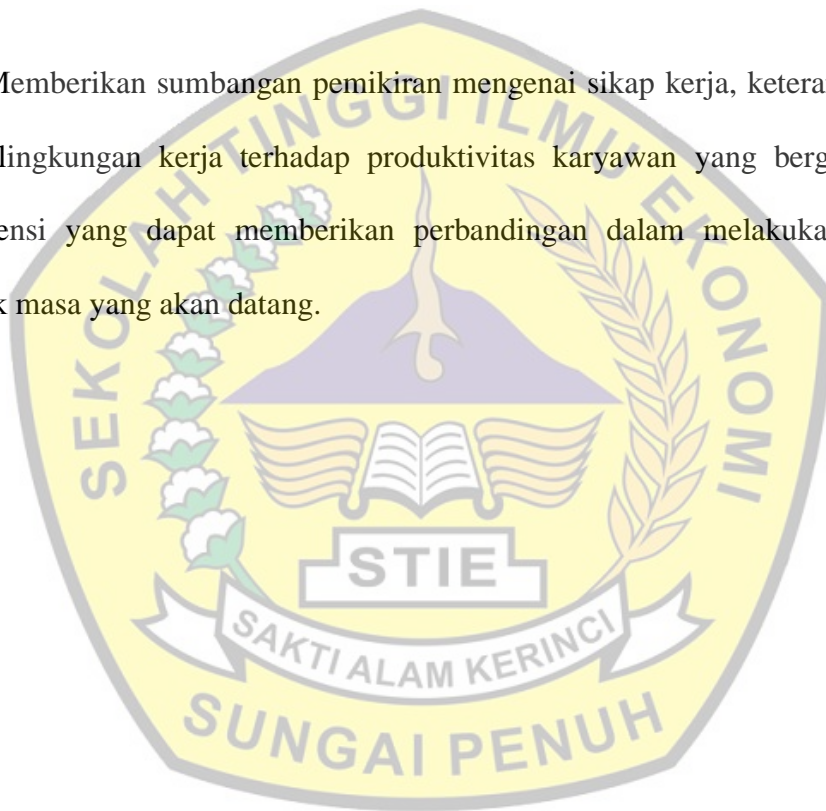 Memberikan sumbangan pemikiran mengenai sikap kerja, ketera
lingkungan kerja terhadap produktivitas karyawan yang berg
ensi yang dapat memberikan perbandingan dalam melakuka
k masa yang akan datang.
SEKOLAH TINGGI ILMU EKONOMI
STIE
SAKTI ALAM KERINCI
SUNGAI PENUH